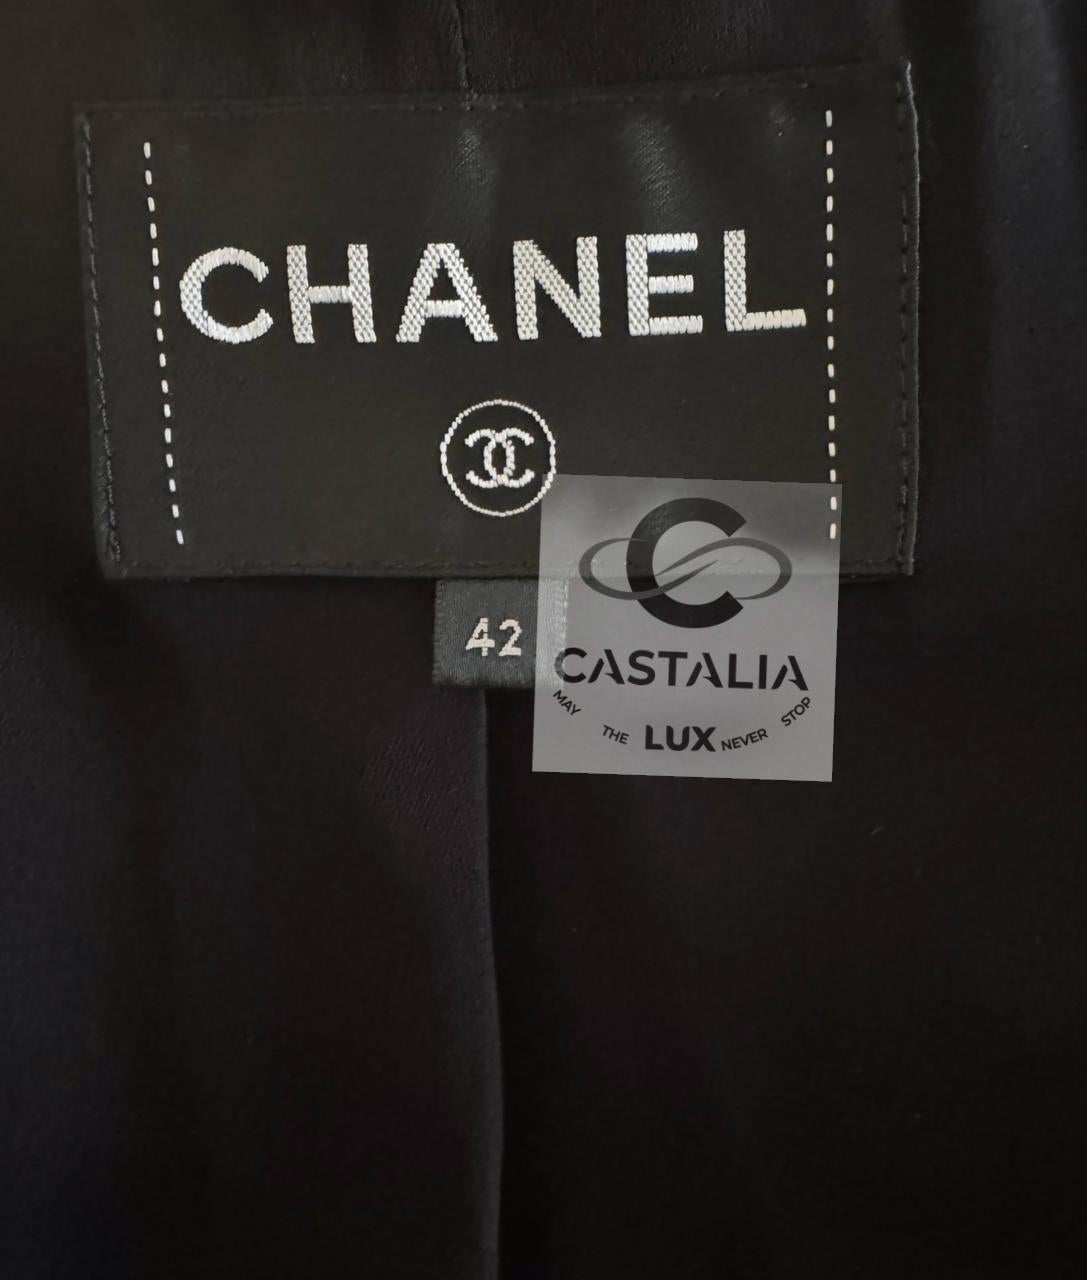 CHANEL
42
CASTALIA
MAY THE LUX NEVER STOP